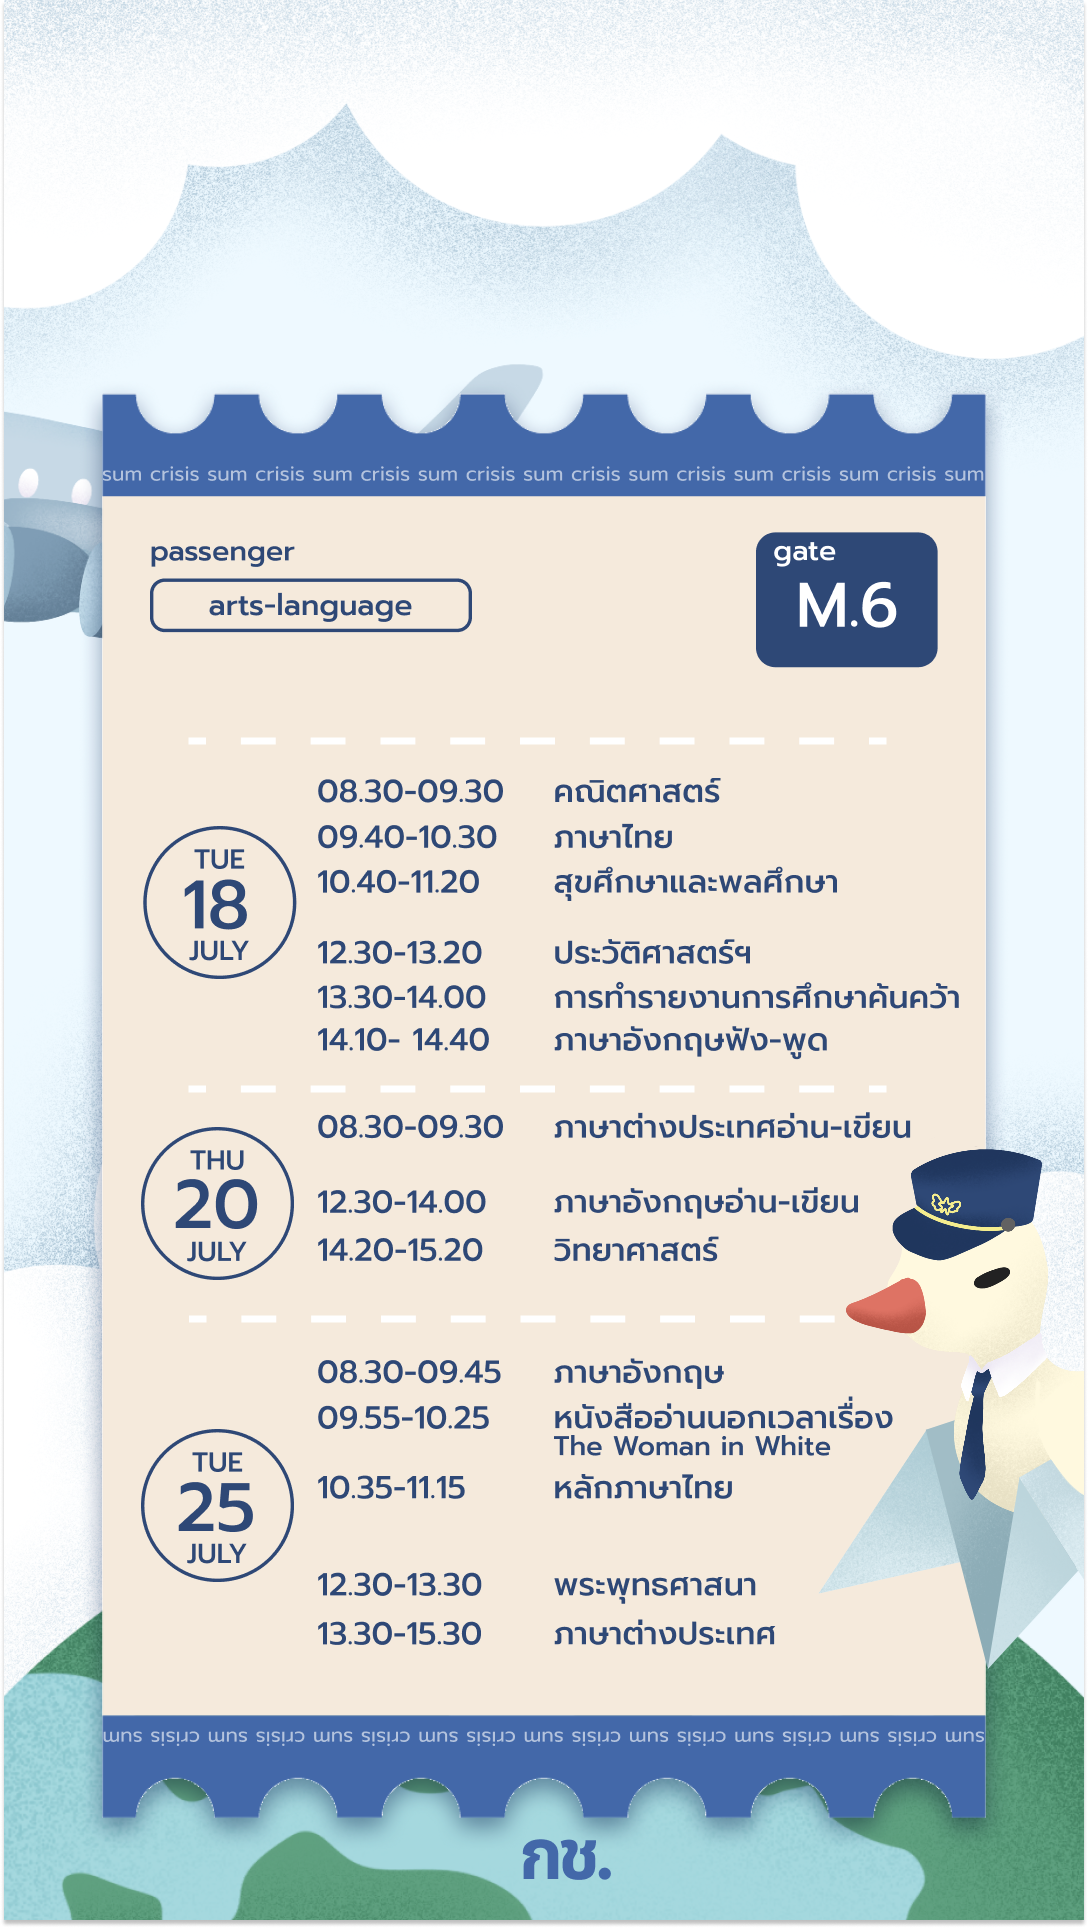 sum crisis sum crisis sum crisis sum crisis sum crisis sum crisis sum crisis sum crisis sum
passenger
arts-language
gate
M.6
TUE
18
JULY
08.30-09.30 คณิตศาสตร์
09.40-10.30 ภาษาไทย
10.40-11.20 สุขศึกษาและพลศึกษา
12.30-13.20 ประวัติศาสตร์ฯ
13.30-14.00 การทำรายงานการศึกษาค้นคว้า
14.10- 14.40 ภาษาอังกฤษฟัง-พูด
THU
20
JULY
08.30-09.30 ภาษาต่างประเทศอ่าน-เขียน
12.30-14.00 ภาษาอังกฤษอ่าน-เขียน
14.20-15.20 วิทยาศาสตร์
TUE
25
JULY
08.30-09.45 ภาษาอังกฤษ
09.55-10.25 หนังสืออ่านนอกเวลาเรื่อง
The Woman in White
10.35-11.15 หลักภาษาไทย
12.30-13.30 พระพุทธศาสนา
13.30-15.30 ภาษาต่างประเทศ
sum crisis sum crisis sum crisis sum crisis sum crisis sum crisis sum crisis sum crisis sum
กช.